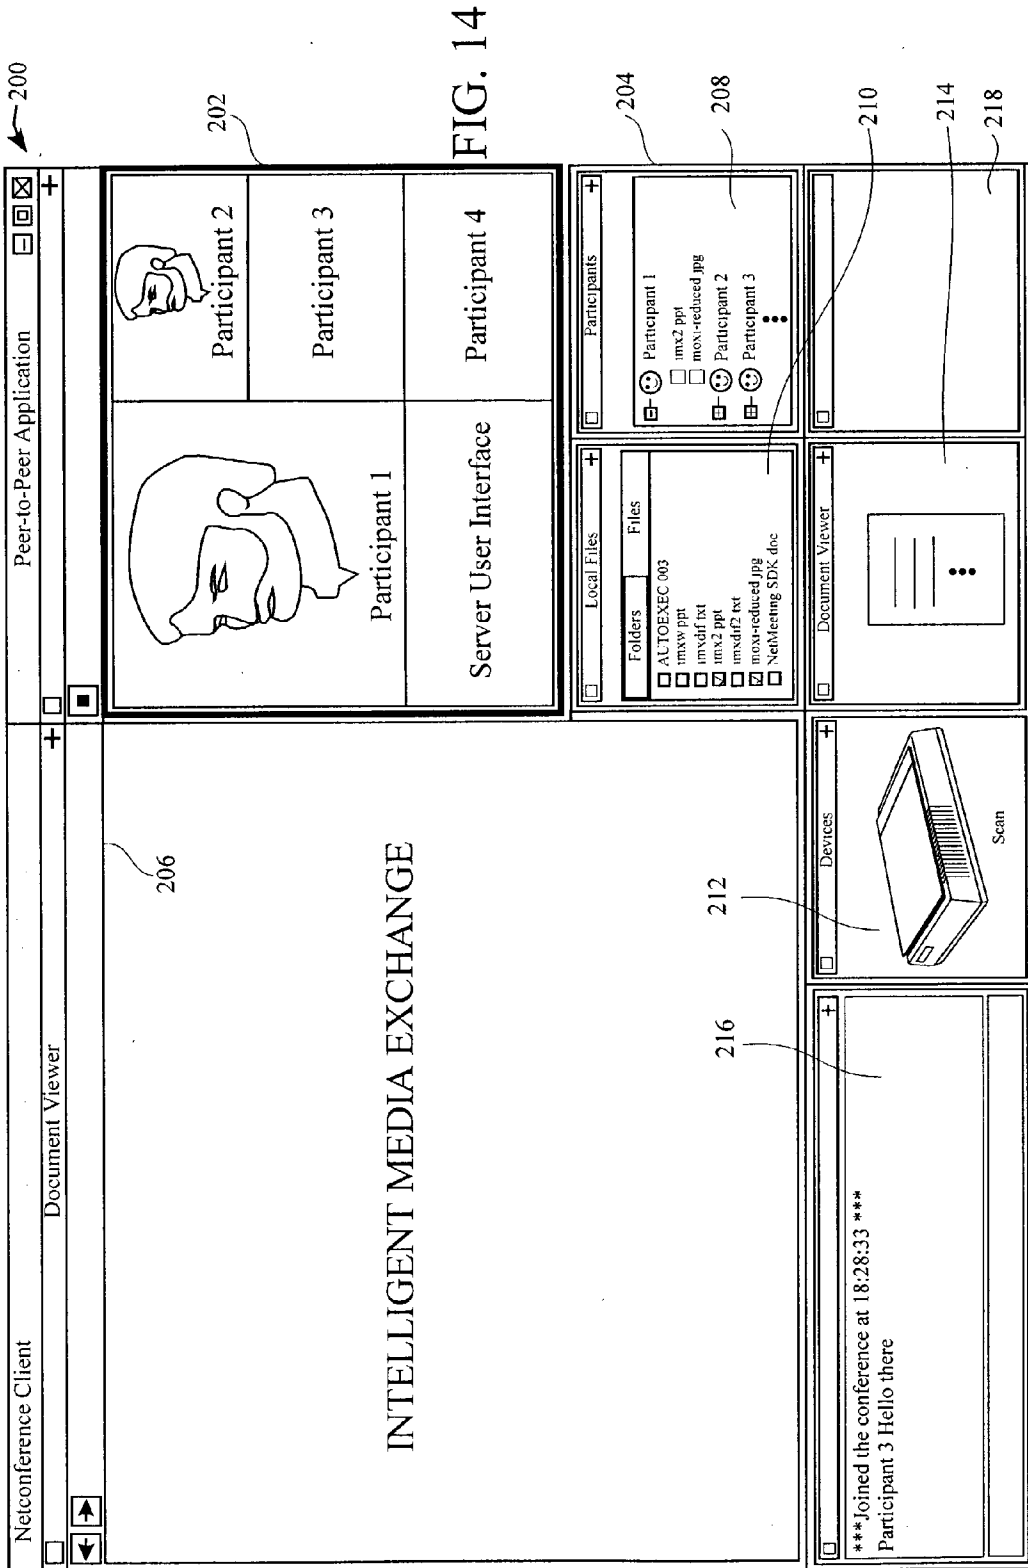 200
Netconference Client
Peer-to-Peer Application
Document Viewer
202
Participant 1
Participant 2
Participant 3
Server User Interface
Participant 4
FIG. 14
206
INTELLIGENT MEDIA EXCHANGE
204
Local Files
Folders
Files
AUTOEXEC 003
imxw ppt
imxdif txt
imx2 ppt
imxdif2 txt
moxi-reduced jpg
NetMeeting SDK doc
Participants
Participant 1
imx2 ppt
moxi-reduced jpg
Participant 2
Participant 3
208
210
216
***Joined the conference at 18:28:33 ***
Participant 3 Hello there
212
Devices
Scan
Document Viewer
214
218